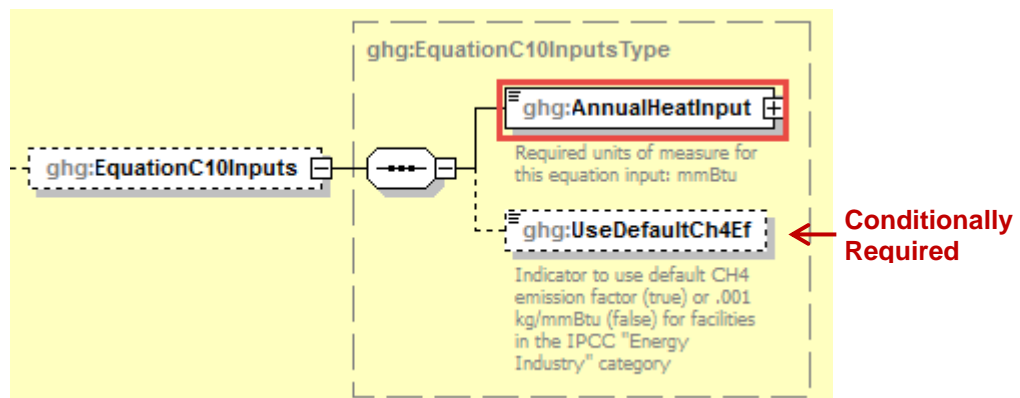 ghg:EquationC10InputsType
ghg:AnnualHeatInput
Required units of measure for
this equation input: mmBtu
ghg:EquationC10Inputs
ghg:UseDefaultCh4Ef
Indicator to use default CH4
emission factor (true) or .001
kg/mmBtu (false) for facilities
in the IPCC "Energy
Industry" category
Conditionally
Required